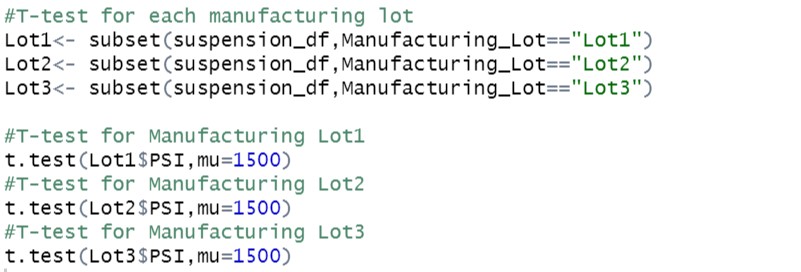 #T-test for each manufacturing lot
Lot1<- subset(suspension_df,Manufacturing_Lot=="Lot1")
Lot2<- subset(suspension_df,Manufacturing_Lot=="Lot2")
Lot3<- subset(suspension_df,Manufacturing_Lot=="Lot3")
#T-test for Manufacturing Lot1
t.test(Lot1$PSI,mu=1500)
#T-test for Manufacturing Lot2
t.test(Lot2$PSI,mu=1500)
#T-test for Manufacturing Lot3
t.test(Lot3$PSI,mu=1500)